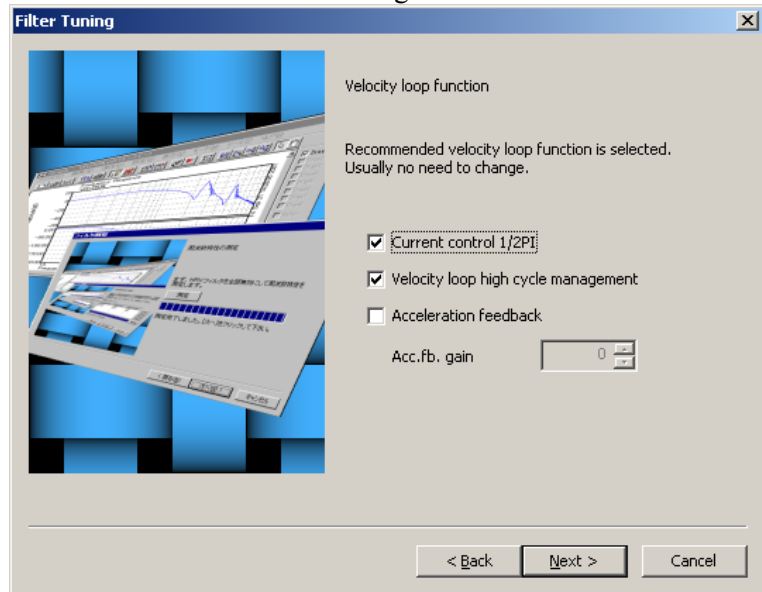 Filter Tuning
Velocity loop function
Recommended velocity loop function is selected.
Usually no need to change.
Current control 1/2PI
Velocity loop high cycle management
Acceleration feedback
Acc.fb. gain
0
< Back
Next >
Cancel